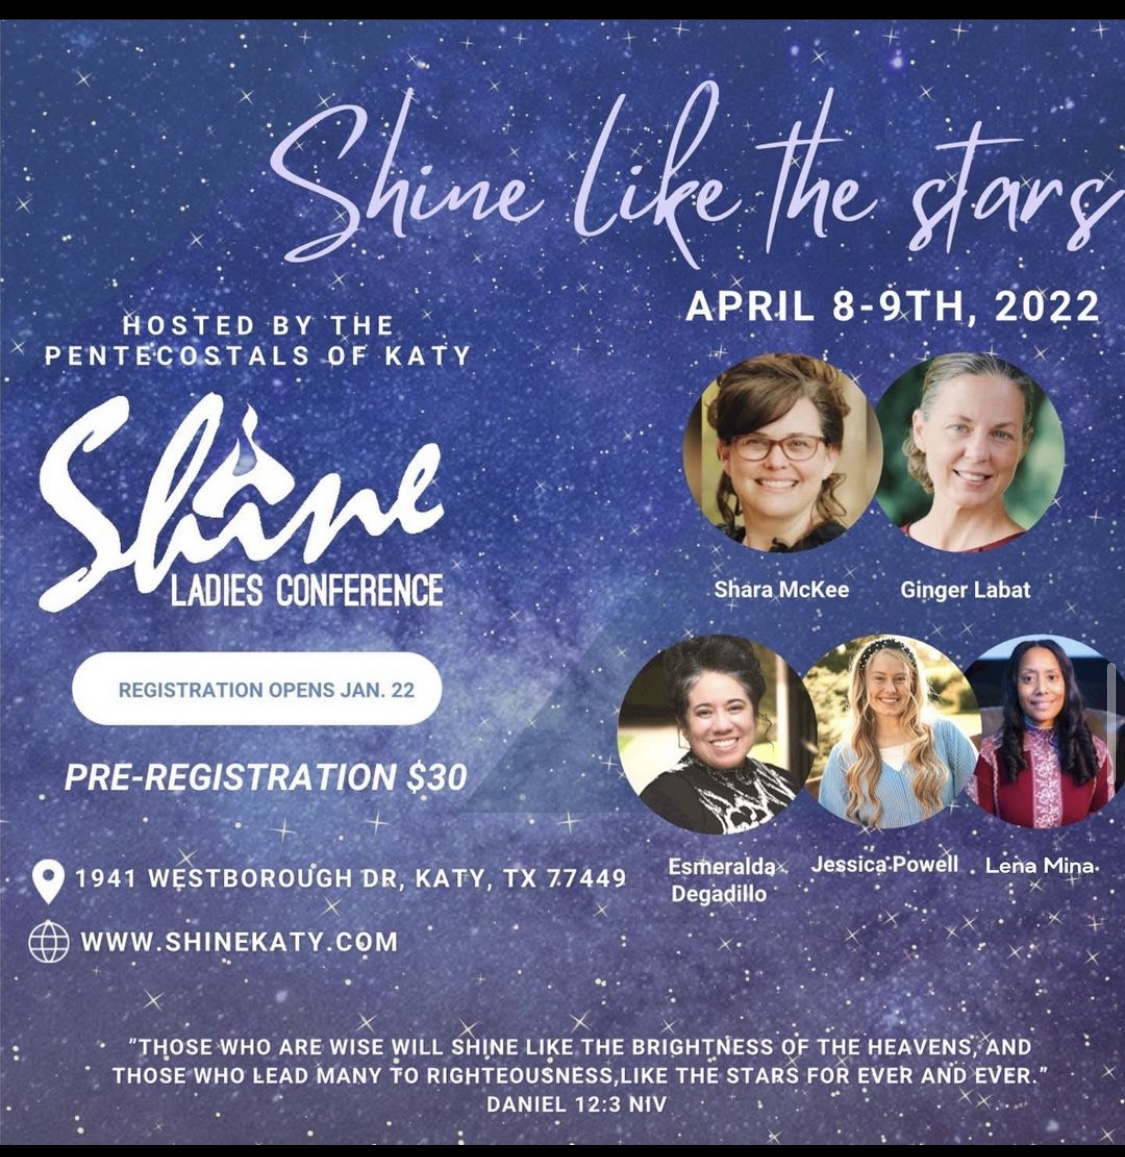 Shine like the stars
APRIL 8-9TH, 2022
HOSTED BY THE
PENTECOSTALS OF KATY
Shine
LADIES CONFERENCE
REGISTRATION OPENS JAN. 22
PRE-REGISTRATION $30
Shara McKee
Ginger Labat
Esmeralda
Degadillo
Jessica Powell
Lena Mina
1941 WESTBOROUGH DR, KATY, TX 77449
WWW.SHINEKATY.COM
"THOSE WHO ARE WISE WILL SHINE LIKE THE BRIGHTNESS OF THE HEAVENS, AND
THOSE WHO LEAD MANY TO RIGHTEOUSNESS,LIKE THE STARS FOR EVER AND EVER."
DANIEL 12:3 NIV